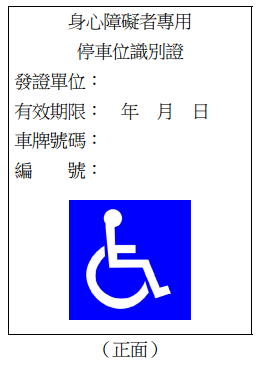 身心障礙者專用
停車位識別證
發證單位：
有效期限：　年　月　日
車牌號碼：
編　　號：
（正面）